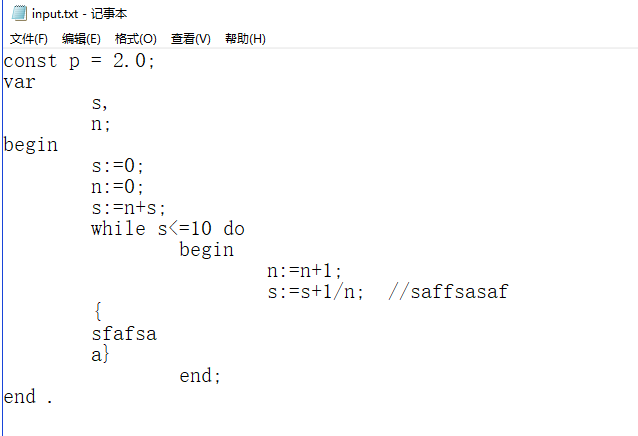 input.txt - 记事本
文件(F) 编辑(E) 格式(O) 查看(V) 帮助(H)
const p = 2.0;
var
s,
n;
begin
s:=0;
n:=0;
s:=n+s;
while s<=10 do
begin
n:=n+1;
s:=s+1/n; //saffsasaf
{
sfafsa
a}
end;
end .